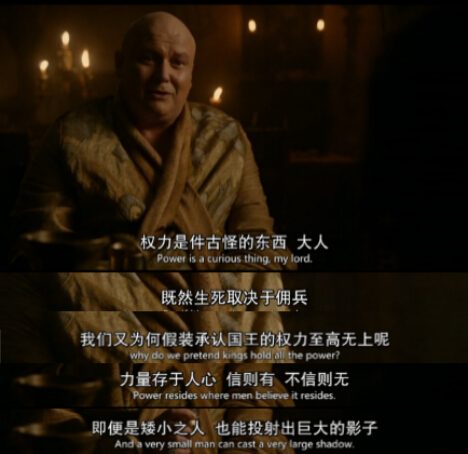 权力是件古怪的东西 大人
Power is a curious thing, my lord.
既然生死取决于佣兵
我们又为何假装承认国王的权力至高无上呢
why do we pretend kings hold all the power?
力量存于人心 信则有 不信则无
Power resides where men believe it resides.
即便是矮小之人 也能投射出巨大的影子
And a very small man can cast a very large shadow.